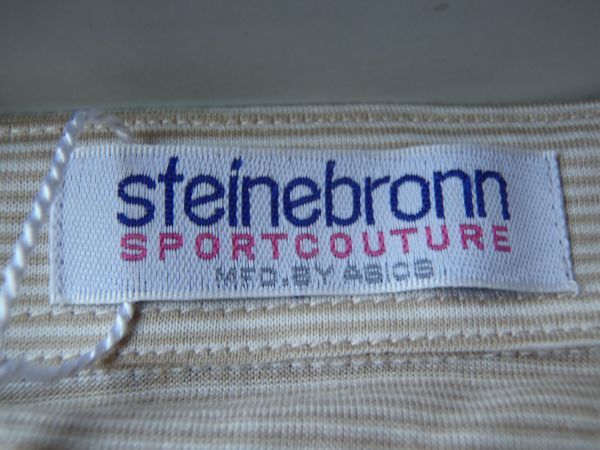 steinebronn
SPORTCOUTURE
MFD.BY ASICS